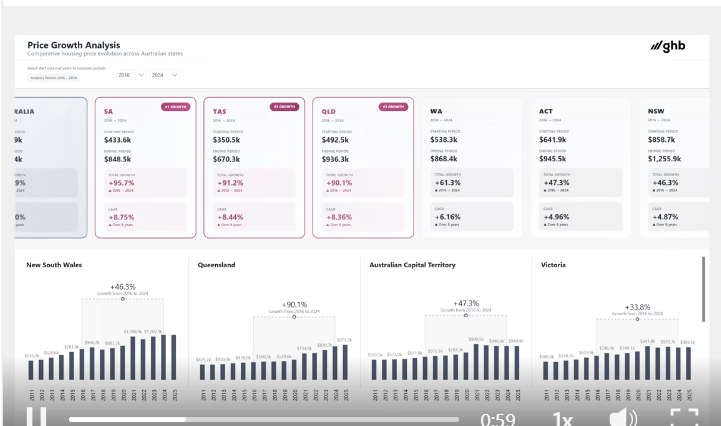 Price Growth Analysis
Comparative housing price evolution across Australian states
ghb
Select start and end years to compare periods
Analysis Period: 2016 - 2024
2016
2024
RALIA
9k
4k
9%
0%
#1 GROWTH
SA
2016 → 2024
STARTING PERIOD
$433.6k
ENDING PERIOD
$848.5k
TOTAL GROWTH
+95.7%
▲ 2016 → 2024
CAGR
+8.75%
▲ Over 8 years
#2 GROWTH
TAS
2016 → 2024
STARTING PERIOD
$350.5k
ENDING PERIOD
$670.3k
TOTAL GROWTH
+91.2%
▲ 2016 → 2024
CAGR
+8.44%
▲ Over 8 years
#3 GROWTH
QLD
2016 → 2024
STARTING PERIOD
$492.5k
ENDING PERIOD
$936.3k
TOTAL GROWTH
+90.1%
▲ 2016 → 2024
CAGR
+8.36%
▲ Over 8 years
WA
2016 → 2024
STARTING PERIOD
$538.3k
ENDING PERIOD
$868.4k
TOTAL GROWTH
+61.3%
▲ 2016 → 2024
CAGR
+6.16%
▲ Over 8 years
ACT
2016 → 2024
STARTING PERIOD
$641.9k
ENDING PERIOD
$945.5k
TOTAL GROWTH
+47.3%
▲ 2016 → 2024
CAGR
+4.96%
▲ Over 8 years
NSW
2016 → 2024
STARTING PERIOD
$858.7k
ENDING PERIOD
$1,255.9k
TOTAL GROWTH
+46.3%
▲ 2016 → 2024
CAGR
+4.87%
▲ Over 8 years
New South Wales
+46.3%
Growth from 2016 to 2024
2011 2012 2013 2014 2015 2016 2017 2018 2019 2020 2021 2022 2023 2024 2025
Queensland
+90.1%
Growth from 2016 to 2024
2011 2012 2013 2014 2015 2016 2017 2018 2019 2020 2021 2022 2023 2024 2025
Australian Capital Territory
+47.3%
Growth from 2016 to 2024
2011 2012 2013 2014 2015 2016 2017 2018 2019 2020 2021 2022 2023 2024 2025
Victoria
+33.8%
Growth from 2016 to 2024
2011 2012 2013 2014 2015 2016 2017 2018 2019 2020 2021 2022 2023 2024 2025
0:59
1x